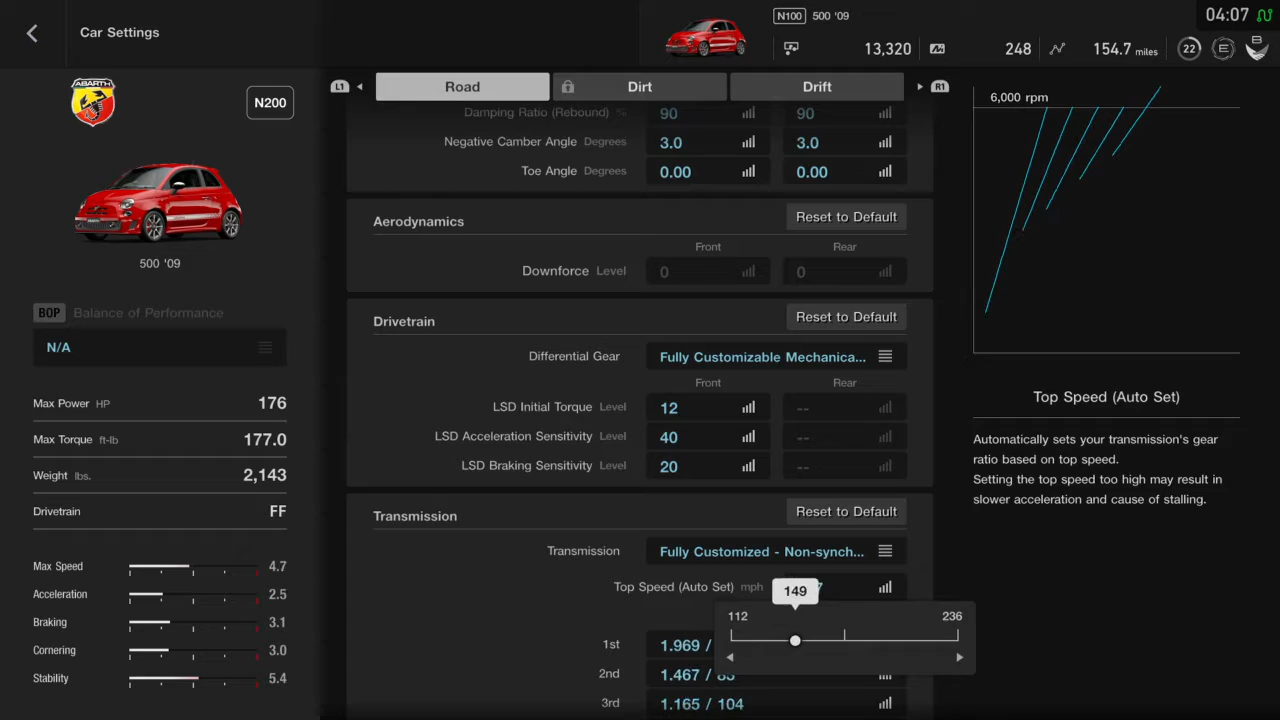 Car Settings
N100 500 '09
04:07
13,320 248 154.7 miles 22 E B
ABARTH
N200
500 '09
BOP Balance of Performance
N/A
Max Power HP 176
Max Torque ft-lb 177.0
Weight lbs. 2,143
Drivetrain FF
Max Speed 4.7
Acceleration 2.5
Braking 3.1
Cornering 3.0
Stability 5.4
L1 Road Dirt Drift R1
Damping Ratio (Rebound) % 90 90
Negative Camber Angle Degrees 3.0 3.0
Toe Angle Degrees 0.00 0.00
Aerodynamics Reset to Default
Front Rear
Downforce Level 0 0
Drivetrain Reset to Default
Differential Gear Fully Customizable Mechanica...
Front Rear
LSD Initial Torque Level 12 --
LSD Acceleration Sensitivity Level 40 --
LSD Braking Sensitivity Level 20 --
Transmission Reset to Default
Transmission Fully Customized - Non-synch...
Top Speed (Auto Set) mph
149
112 236
1st 1.969 /
2nd 1.467 / 83
3rd 1.165 / 104
6,000 rpm
Top Speed (Auto Set)
Automatically sets your transmission's gear
ratio based on top speed.
Setting the top speed too high may result in
slower acceleration and cause of stalling.